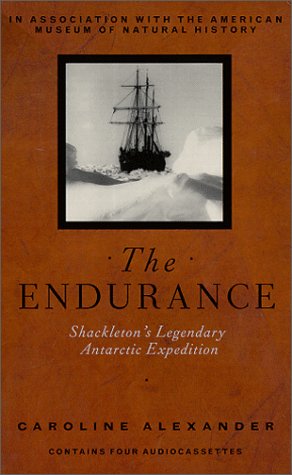 IN ASSOCIATION WITH THE AMERICAN
MUSEUM OF NATURAL HISTORY
· The ·
ENDURANCE
Shackleton's Legendary
Antarctic Expedition
·
CAROLINE ALEXANDER
CONTAINS FOUR AUDIOCASSETTES